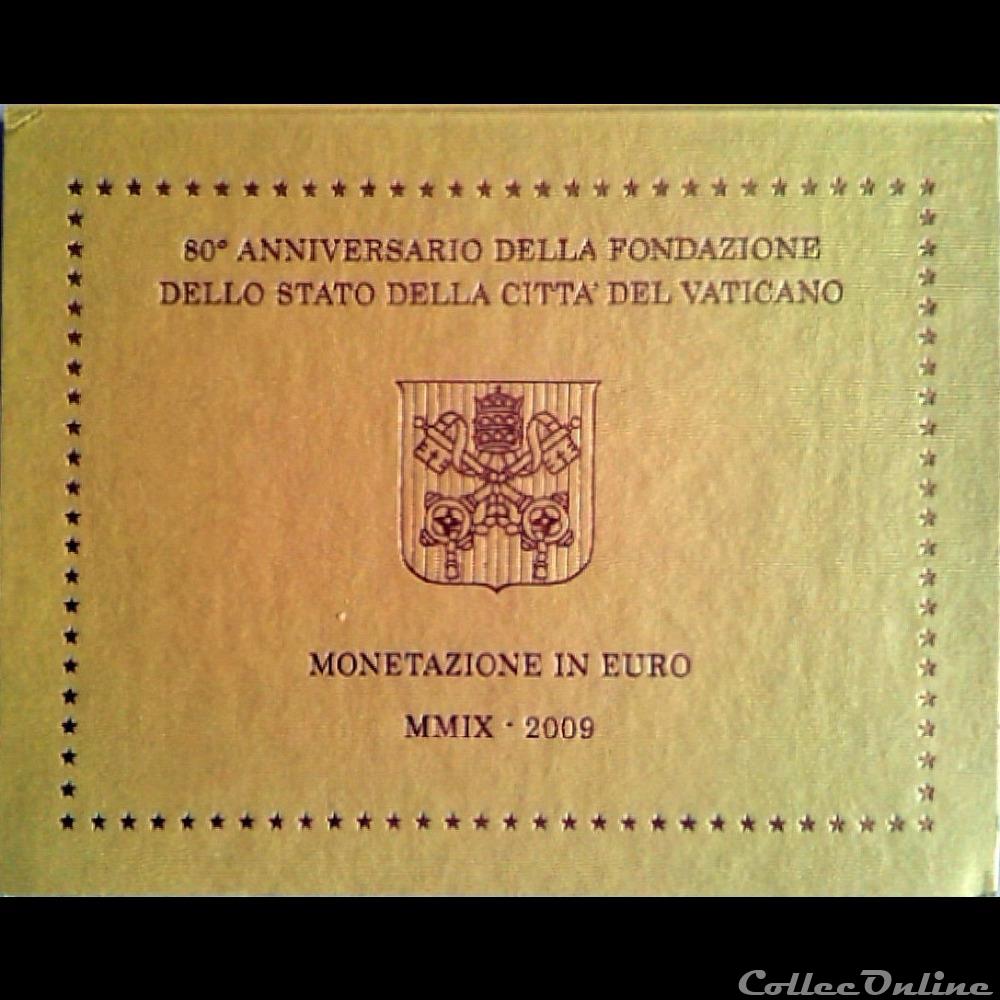 80° ANNIVERSARIO DELLA FONDAZIONE
DELLO STATO DELLA CITTA' DEL VATICANO
MONETAZIONE IN EURO
MMIX · 2009
CollecOnline